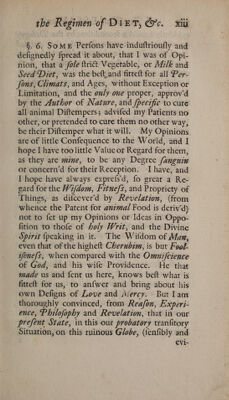 the Regimen of DIET, &c. xiii
§. 6. SOME Persons have industriously and
designedly spread it about, that I was of Opi-
nion, that a sole strict Vegetable, or Milk and
Seed Diet, was the best and fittest for all Per-
sons, Climats, and Ages, without Exception or
Limitation, and the only one proper, approv'd
by the Author of Nature, and specific to cure
all animal Distempers; advised my Patients no
other, or pretended to cure them no other way,
be their Distemper what it will. My Opinions
are of little Consequence to the World, and I
hope I have too little Value or Regard for them,
as they are mine, to be any Degree sanguin
or concern'd for their Reception. I have, and
I hope have always express'd, so great a Re-
gard for the Wisdom, Fitness, and Propriety of
Things, as discover'd by Revelation, (from
whence the Patent for animal Food is deriv'd)
not to set up my Opinions or Ideas in Oppo-
sition to those of holy Writ, and the Divine
Spirit speaking in it. The Wisdom of Men,
even that of the highest Cherubim, is but Fool-
ishness, when compared with the Omniscience
of God, and his wise Providence. He that
made us and sent us here, knows best what is
fittest for us, to answer and bring about his
own Designs of Love and Mercy. But I am
thoroughly convinced, from Reason, Experi-
ence, Philosophy and Revelation, that in our
present State, in this our probatory transitory
Situation, on this ruinous Globe, (sensibly and
evi-